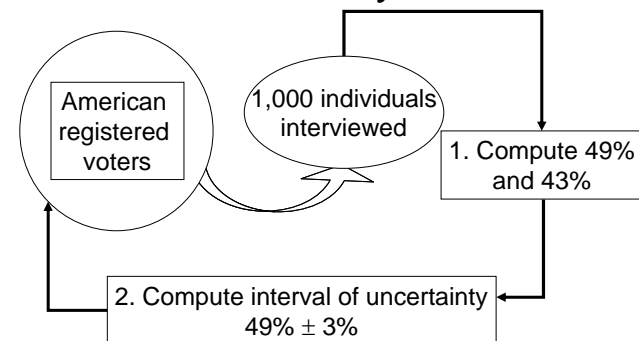 American
registered
voters
1,000 individuals
interviewed
1. Compute 49%
and 43%
2. Compute interval of uncertainty
49% ± 3%